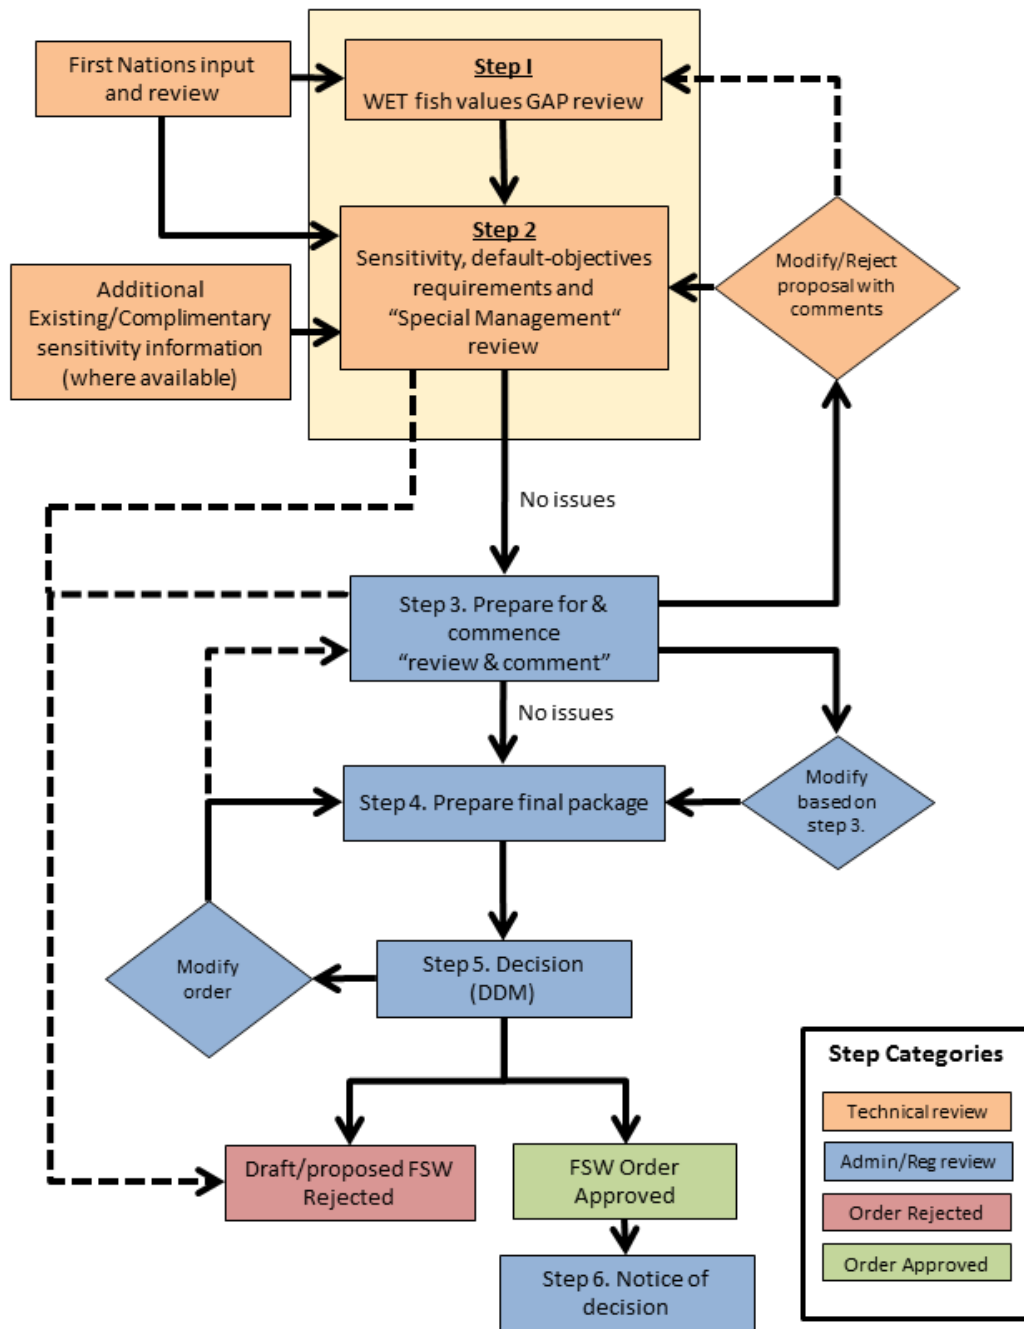 First Nations input
and review
Step I
WET fish values GAP review
Step 2
Sensitivity, default-objectives
requirements and
“Special Management“
review
Additional
Existing/Complimentary
sensitivity information
(where available)
Modify/Reject
proposal with
comments
No issues
Step 3. Prepare for &
commence
“review & comment”
No issues
Step 4. Prepare final package
Modify
based on
step 3.
Modify
order
Step 5. Decision
(DDM)
Draft/proposed FSW
Rejected
FSW Order
Approved
Step 6. Notice of
decision
Step Categories
Technical review
Admin/Reg review
Order Rejected
Order Approved